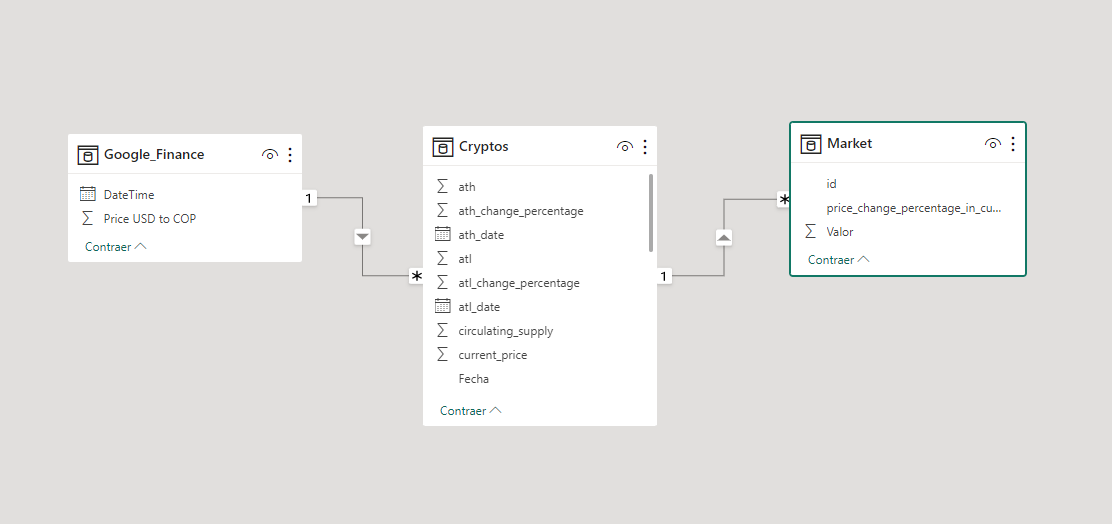 Google_Finance
DateTime
Price USD to COP
Contraer
1
*
Cryptos
ath
ath_change_percentage
ath_date
atl
atl_change_percentage
atl_date
circulating_supply
current_price
Fecha
Contraer
1
*
Market
id
price_change_percentage_in_cu...
Valor
Contraer